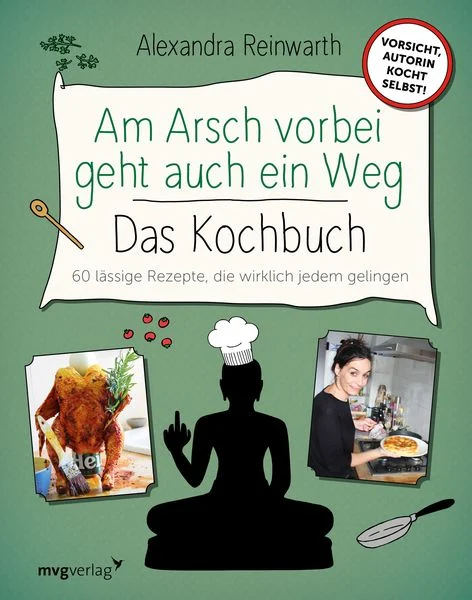 Alexandra Reinwarth
VORSICHT,
AUTORIN
KOCHT
SELBST!
Am Arsch vorbei
geht auch ein Weg
Das Kochbuch
60 lässige Rezepte, die wirklich jedem gelingen
mvgverlag